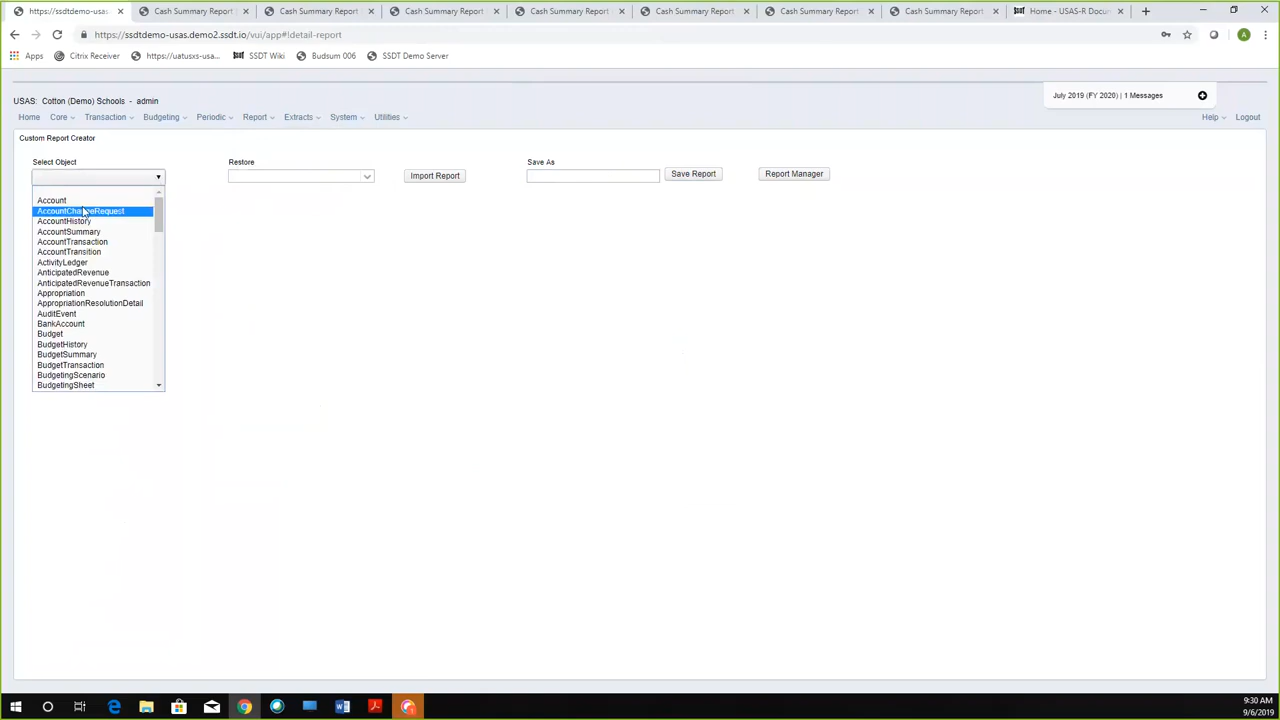 https://ssdtdemo-usas
Cash Summary Report
Cash Summary Report
Cash Summary Report
Cash Summary Report
Cash Summary Report
Cash Summary Report
Cash Summary Report
Home - USAS-R Docu
https://ssdtdemo-usas.demo2.ssdt.io/vui/app#!detail-report
A
Apps
Citrix Receiver
https://uatusxs-usa...
SSDT Wiki
Budsum 006
SSDT Demo Server
July 2019 (FY 2020) | 1 Messages
USAS: Cotton (Demo) Schools - admin
Home Core Transaction Budgeting Periodic Report Extracts System Utilities Help Logout
Custom Report Creator
Select Object Restore Save As
Import Report Save Report Report Manager
Account
AccountChangeRequest
AccountHistory
AccountSummary
AccountTransaction
AccountTransition
ActivityLedger
AnticipatedRevenue
AnticipatedRevenueTransaction
Appropriation
AppropriationResolutionDetail
AuditEvent
BankAccount
Budget
BudgetHistory
BudgetSummary
BudgetTransaction
BudgetingScenario
BudgetingSheet
9:30 AM
9/6/2019